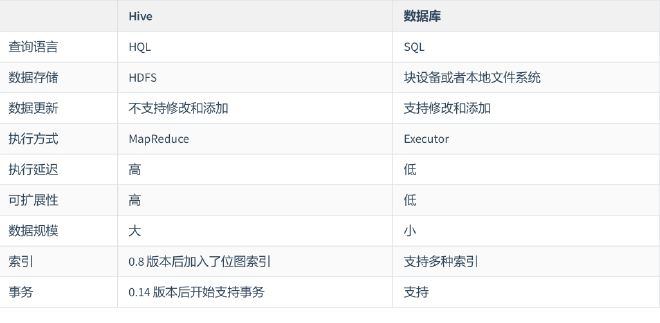 Hive 数据库
查询语言 HQL SQL
数据存储 HDFS 块设备或者本地文件系统
数据更新 不支持修改和添加 支持修改和添加
执行方式 MapReduce Executor
执行延迟 高 低
可扩展性 高 低
数据规模 大 小
索引 0.8 版本后加入了位图索引 支持多种索引
事务 0.14 版本后开始支持事务 支持